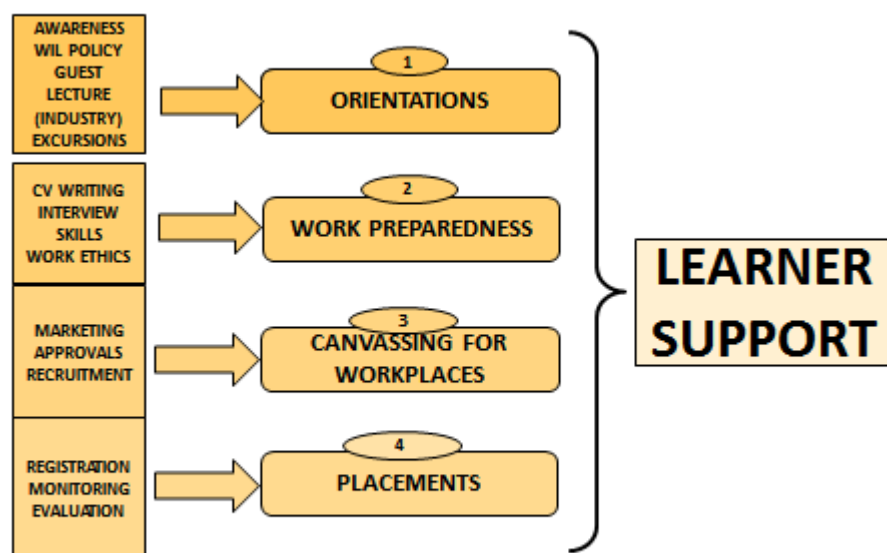 AWARENESS
WIL POLICY
GUEST
LECTURE
(INDUSTRY)
EXCURSIONS
1
ORIENTATIONS
CV WRITING
INTERVIEW
SKILLS
WORK ETHICS
2
WORK PREPAREDNESS
MARKETING
APPROVALS
RECRUITMENT
3
CANVASSING FOR
WORKPLACES
REGISTRATION
MONITORING
EVALUATION
4
PLACEMENTS
LEARNER
SUPPORT